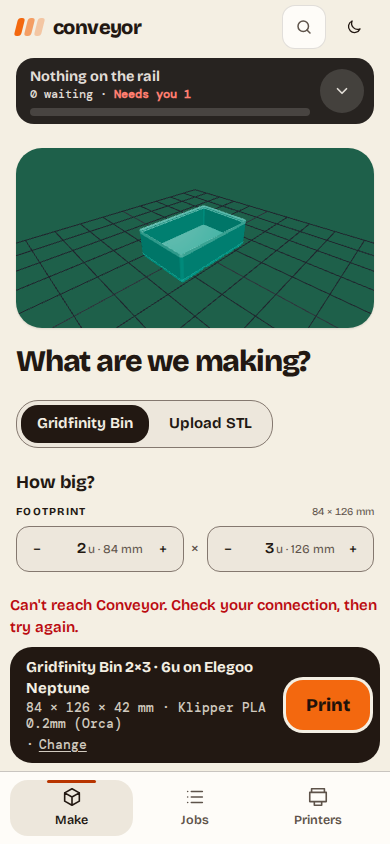 conveyor
Nothing on the rail
0 waiting · Needs you 1
What are we making?
Gridfinity Bin
Upload STL
How big?
FOOTPRINT
84 × 126 mm
− 2 u · 84 mm + × − 3 u · 126 mm +
Can't reach Conveyor. Check your connection, then
try again.
Gridfinity Bin 2×3 · 6u on Elegoo
Neptune
84 × 126 × 42 mm · Klipper PLA
0.2mm (Orca)
· Change
Print
Make
Jobs
Printers